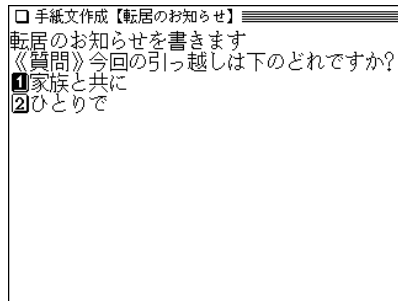 □ 手紙文作成【転居のお知らせ】
転居のお知らせを書きます
《質問》今回の引っ越しは下のどれですか?
1家族と共に
2ひとりで